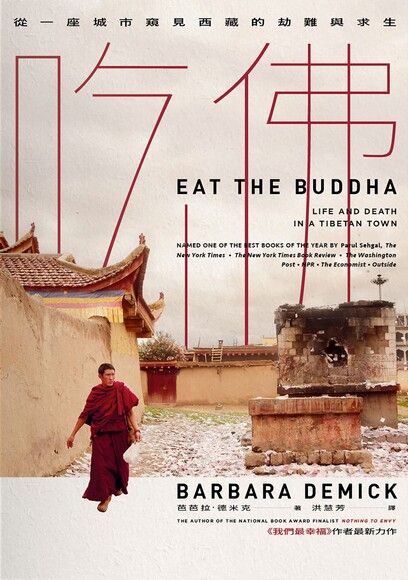 從一座城市窺見西藏的劫難與求生
吃佛
EAT THE BUDDHA
LIFE AND DEATH
IN A TIBETAN TOWN
NAMED ONE OF THE BEST BOOKS OF THE YEAR BY Parul Sehgal, The
New York Times • The New York Times Book Review • The Washington
Post • NPR • The Economist • Outside
BARBARA DEMICK
芭芭拉・德米克 著 洪慧芳 譯
THE AUTHOR OF THE NATIONAL BOOK AWARD FINALIST NOTHING TO ENVY
《我們最幸福》作者最新力作